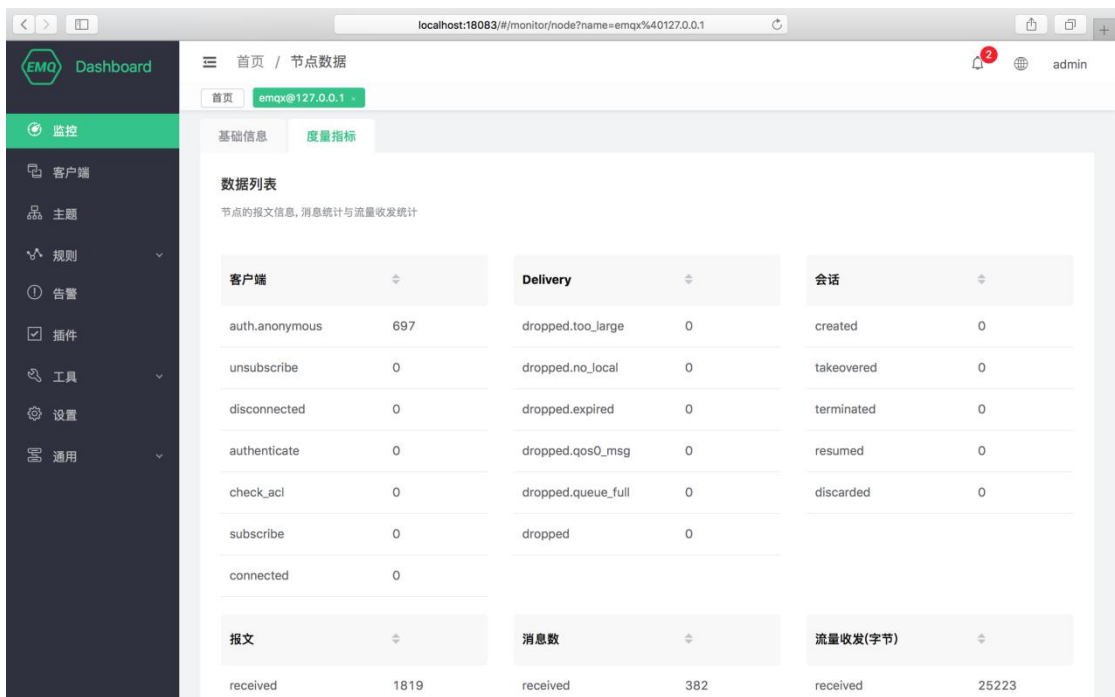 localhost:18083/#/monitor/node?name=emqx%40127.0.0.1
EMQ Dashboard
首页 / 节点数据
2
admin
首页 emqx@127.0.0.1
监控
客户端
主题
规则
告警
插件
工具
设置
通用
基础信息 度量指标
数据列表
节点的报文信息, 消息统计与流量收发统计
客户端
auth.anonymous 697
unsubscribe 0
disconnected 0
authenticate 0
check_acl 0
subscribe 0
connected 0
Delivery
dropped.too_large 0
dropped.no_local 0
dropped.expired 0
dropped.qos0_msg 0
dropped.queue_full 0
dropped 0
会话
created 0
takeovered 0
terminated 0
resumed 0
discarded 0
报文
received 1819
消息数
received 382
流量收发(字节)
received 25223